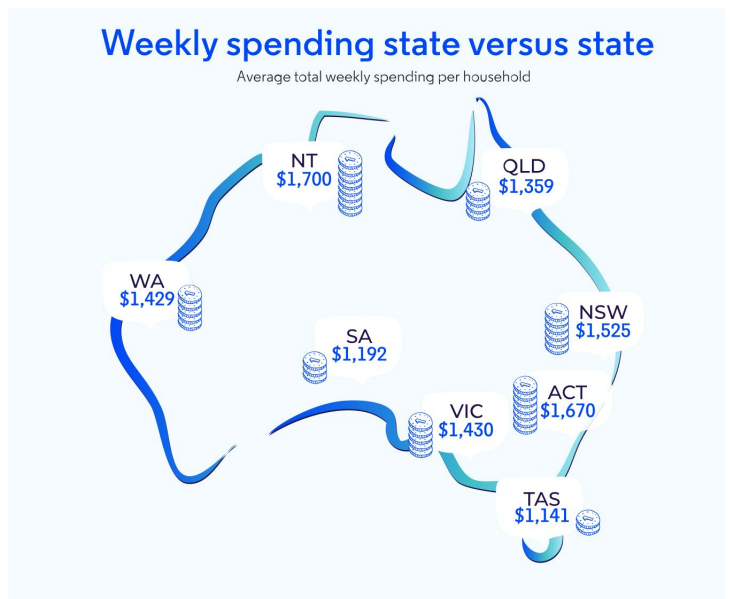 Weekly spending state versus state
Average total weekly spending per household
NT
$1,700
QLD
$1,359
WA
$1,429
NSW
$1,525
SA
$1,192
ACT
$1,670
VIC
$1,430
TAS
$1,141